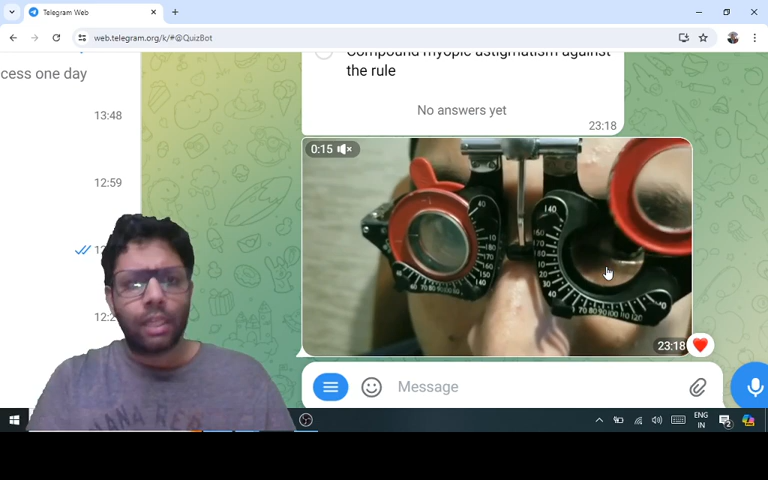 Telegram Web
web.telegram.org/k/#@QuizBot
cess one day
13:48
12:59
Compound myopic astigmatism against
the rule
No answers yet
23:18
0:15
23:18
Message
ENG
IN
2